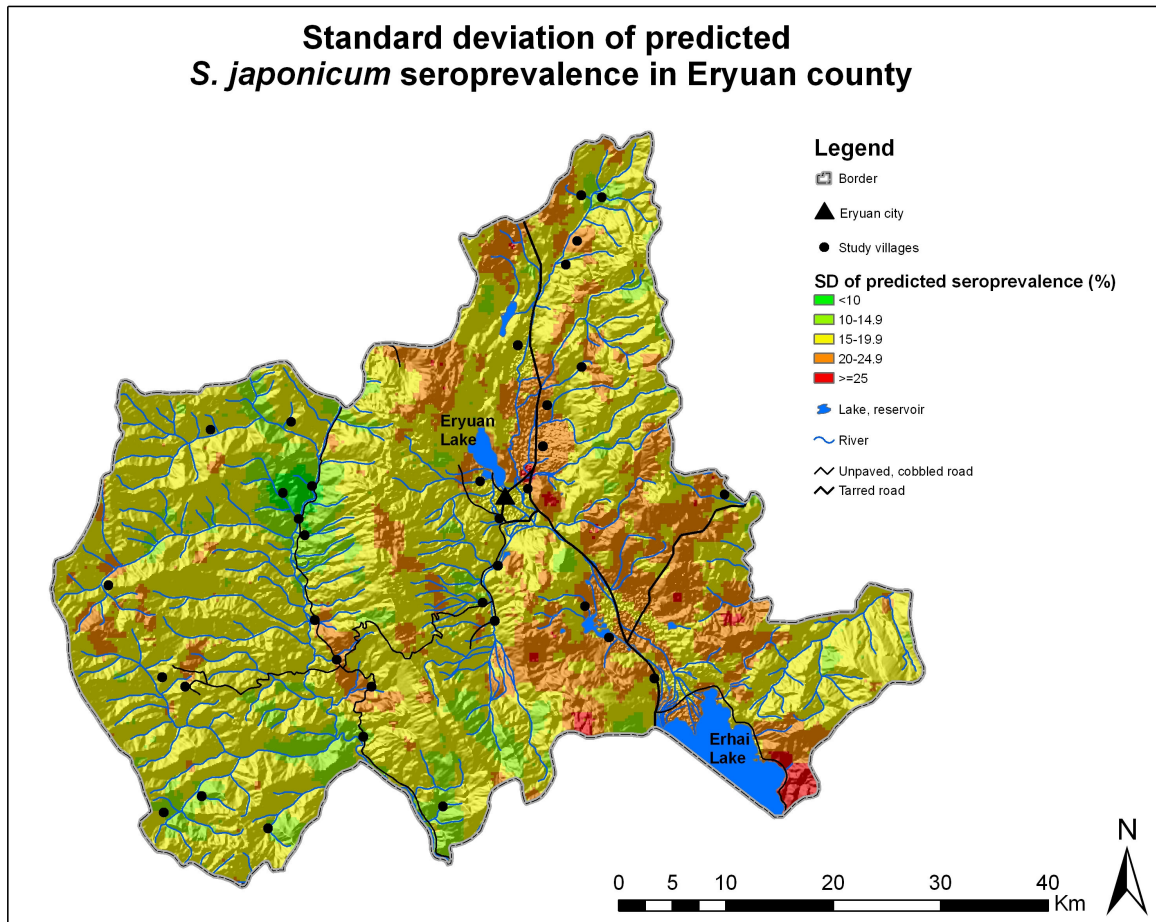 Standard deviation of predicted
S. japonicum seroprevalence in Eryuan county
Legend
Border
Eryuan city
Study villages
SD of predicted seroprevalence (%)
<10
10-14.9
15-19.9
20-24.9
>=25
Lake, reservoir
River
Unpaved, cobbled road
Tarred road
Eryuan
Lake
Erhai
Lake
N
0 5 10 20 30 40
Km